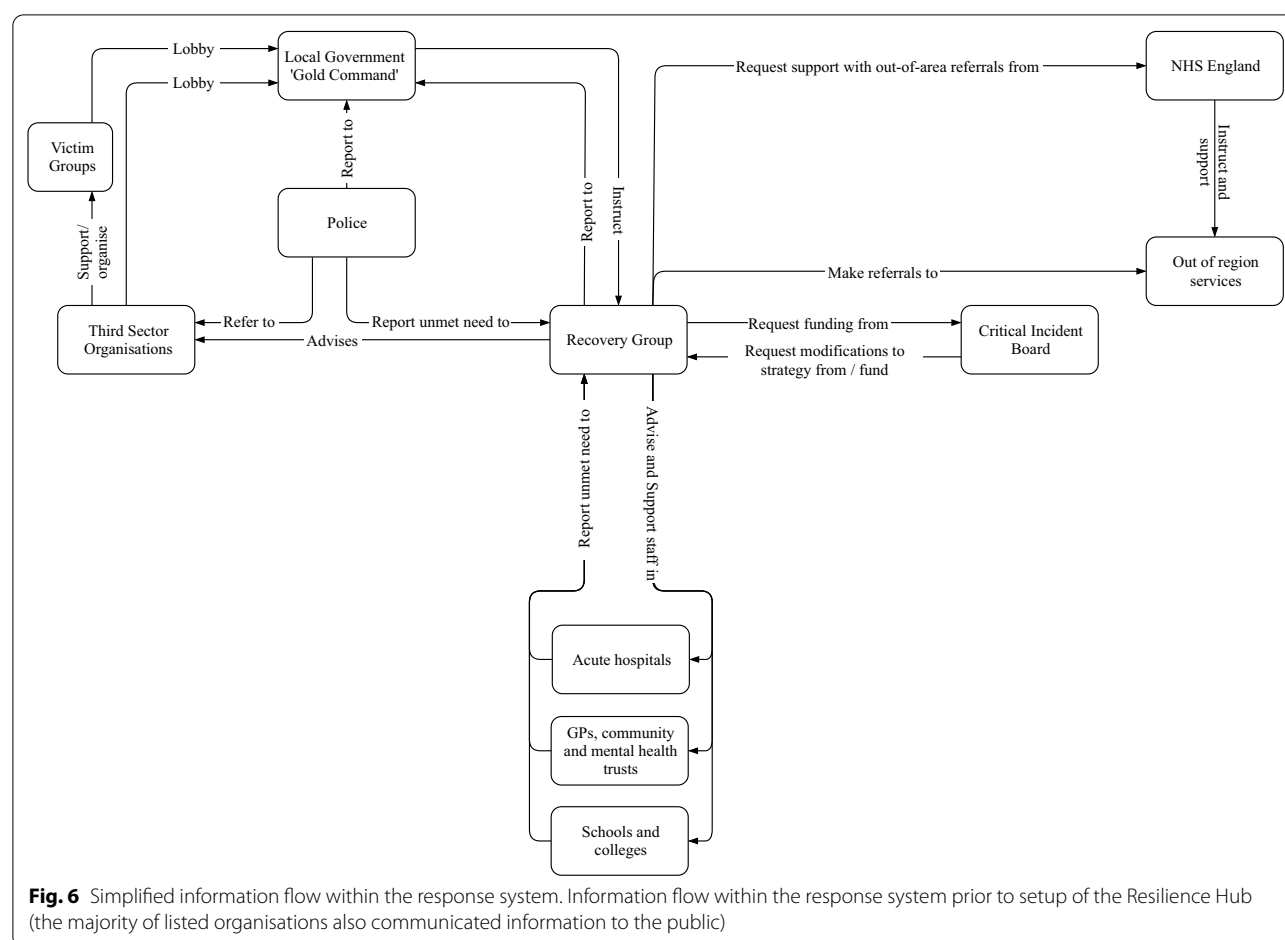 Lobby
Local Government
'Gold Command'
Request support with out-of-area referrals from
NHS England
Lobby
Victim
Groups
Report to
Instruct and
support
Police
Report to
Instruct
Support/
organise
Out of region
services
Make referrals to
Third Sector
Organisations
Refer to
Report unmet need to
Advises
Recovery Group
Request funding from
Request modifications to
strategy from / fund
Critical Incident
Board
Report unmet need to
Advise and Support staff in
Acute hospitals
GPs, community
and mental health
trusts
Schools and
colleges
Fig. 6 Simplified information flow within the response system. Information flow within the response system prior to setup of the Resilience Hub
(the majority of listed organisations also communicated information to the public)